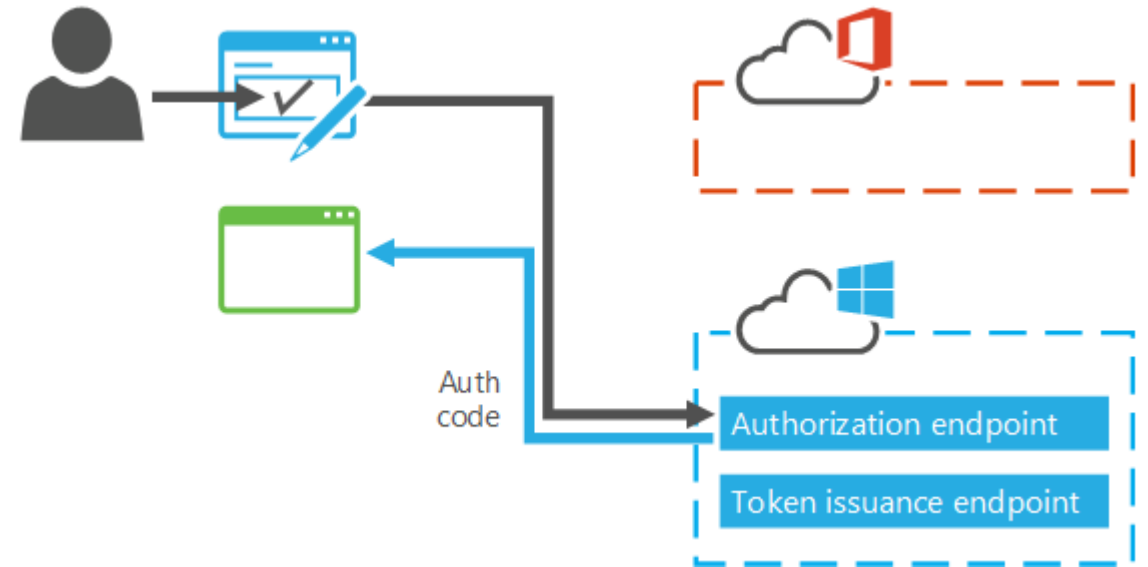 Auth
code
Authorization endpoint
Token issuance endpoint